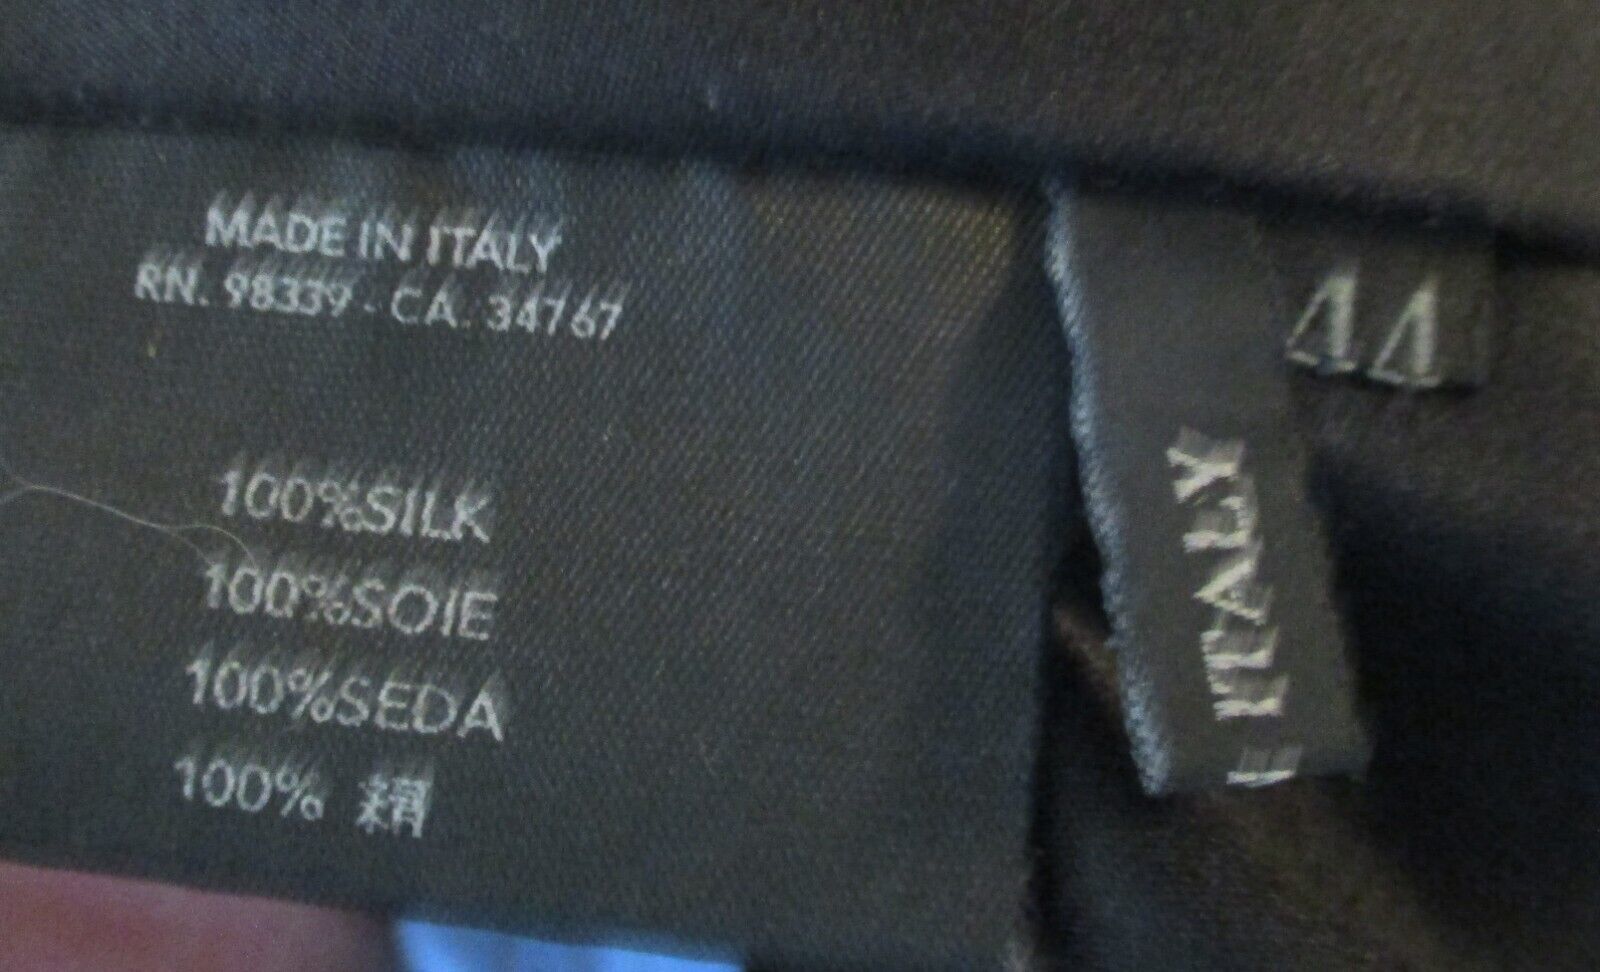 MADE IN ITALY
RN. 98339 - CA. 34767
100%SILK
100%SOIE
100%SEDA
100% 絹
44
E ITALY